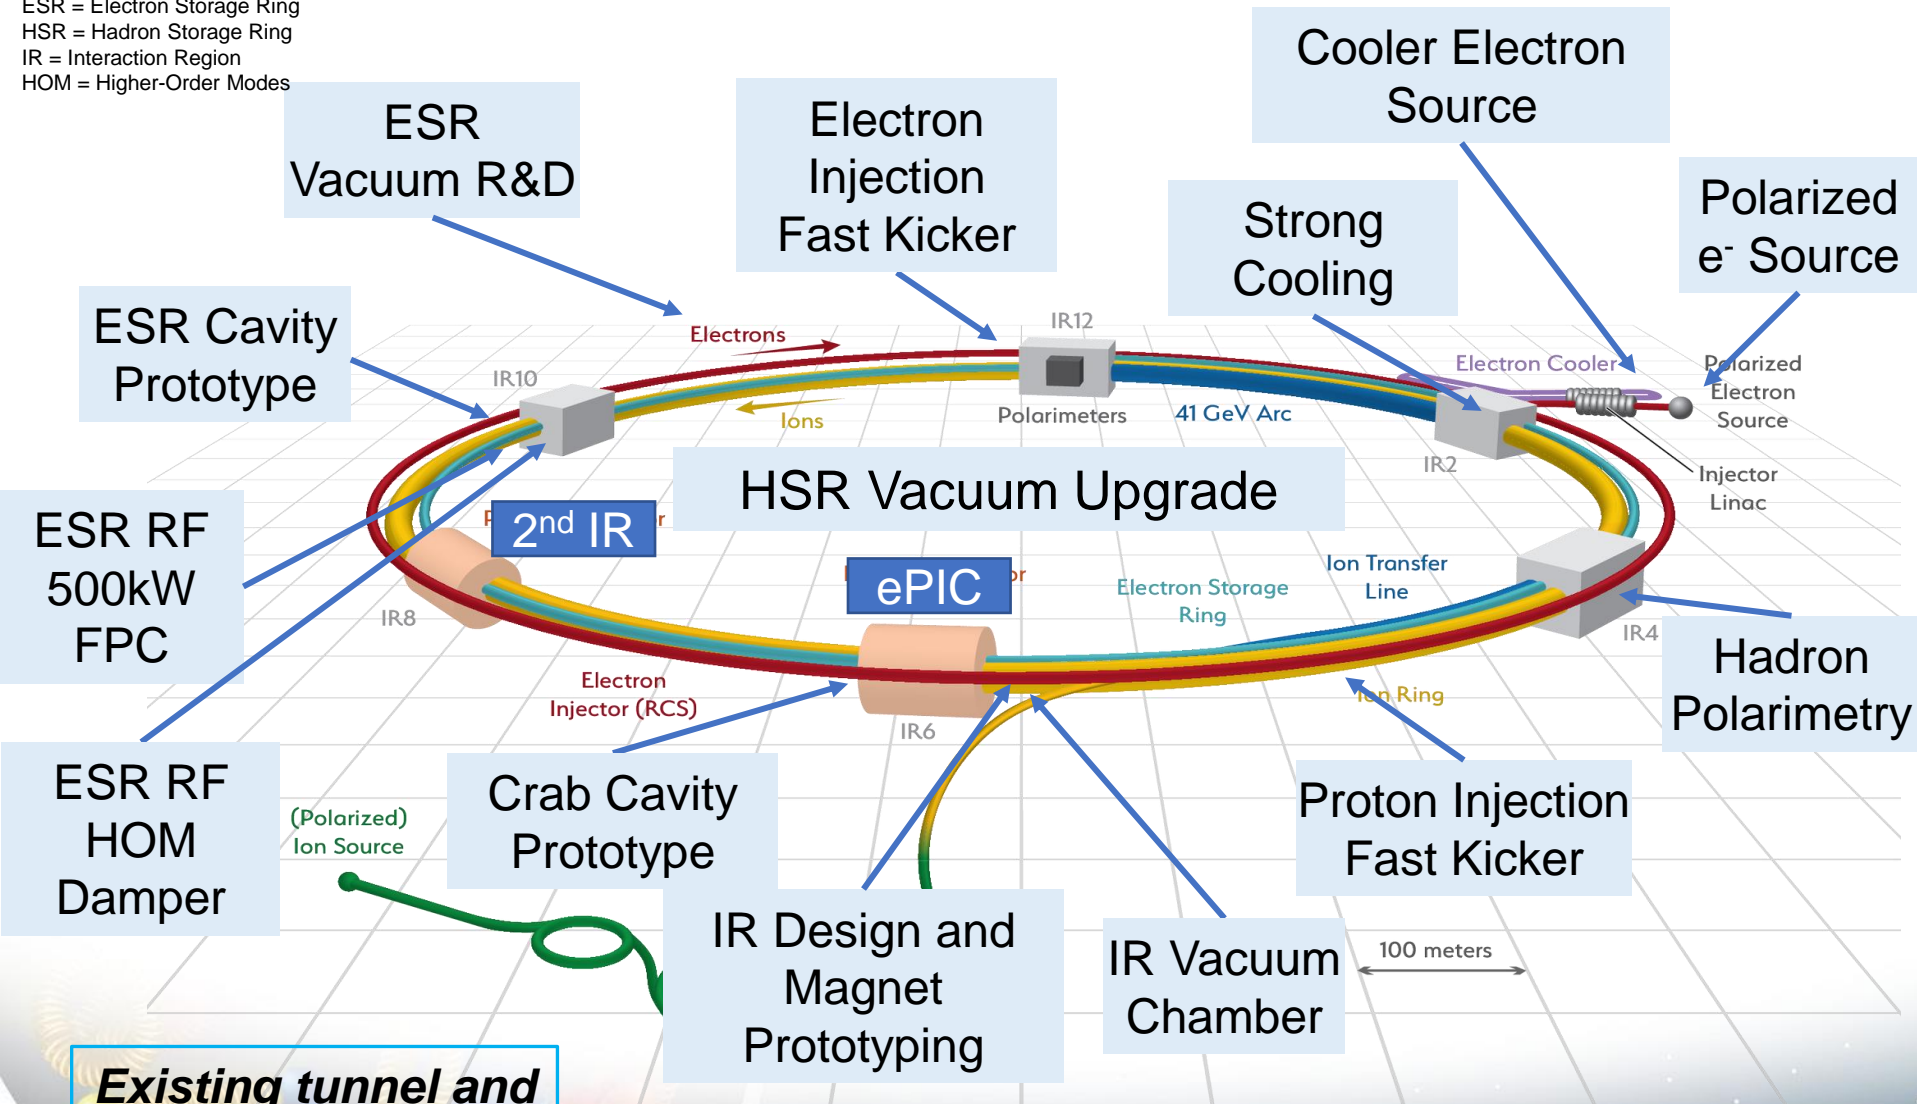 ESR = Electron Storage Ring
HSR = Hadron Storage Ring
IR = Interaction Region
HOM = Higher-Order Modes
Cooler Electron
Source
ESR
Vacuum R&D
Electron
Injection
Fast Kicker
Strong
Cooling
Polarized
e- Source
ESR Cavity
Prototype
Electrons
IR12
IR10
Ions
Polarimeters
41 GeV Arc
Electron Cooler
Polarized
Electron
Source
IR2
Injector
Linac
HSR Vacuum Upgrade
2nd IR
ePIC
ESR RF
500kW
FPC
IR8
Electron Storage
Ring
Ion Transfer
Line
IR4
Hadron
Polarimetry
Electron
Injector (RCS)
IR6
Ion Ring
ESR RF
HOM
Damper
(Polarized)
Ion Source
Crab Cavity
Prototype
Proton Injection
Fast Kicker
IR Design and
Magnet
Prototyping
IR Vacuum
Chamber
100 meters
Existing tunnel and